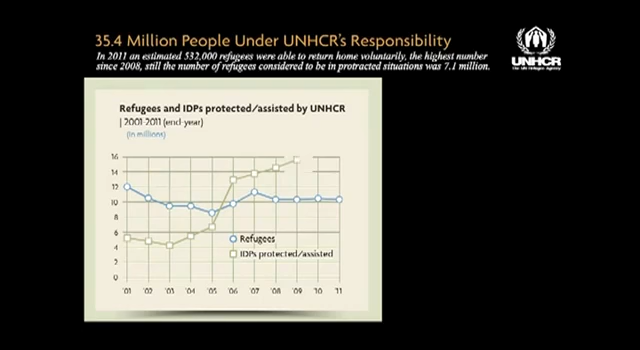 35.4 Million People Under UNHCR's Responsibility
In 2011 an estimated 532,000 refugees were able to return home voluntarily, the highest number
since 2008, still the number of refugees considered to be in protracted situations was 7.1 million.
UNHCR
The UN Refugee Agency
Refugees and IDPs protected/assisted by UNHCR
| 2001-2011 (end-year)
(in millions)
16
14
12
10
8
6
4
2
0
Refugees
IDPs protected/assisted
'01 '02 '03 '04 '05 '06 '07 '08 '09 '10 '11